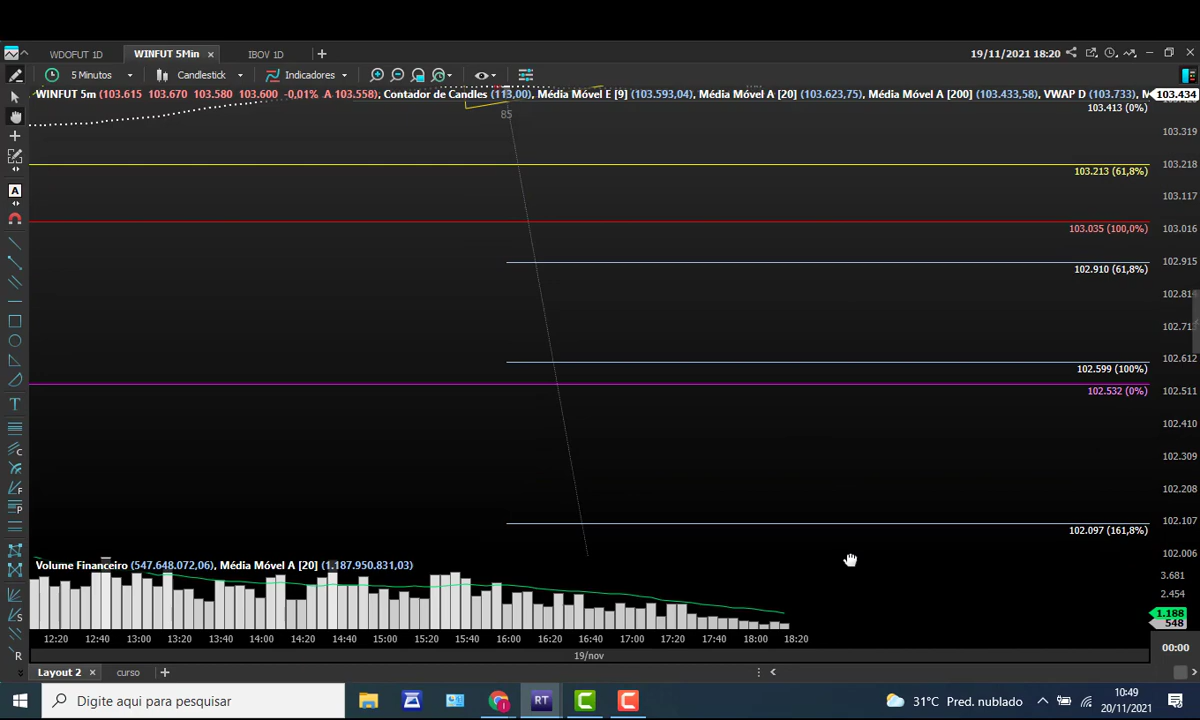 WDOFUT 1D WINFUT 5Min IBOV 1D 19/11/2021 18:20
5 Minutos Candlestick Indicadores
WINFUT 5m (103.615 103.670 103.580 103.600 -0,01% A 103.558), Contador de Candles (113,00), Média Móvel E [9] (103.593,04), Média Móvel A [20] (103.623,75), Média Móvel A [200] (103.433,58), VWAP D (103.733), M
103.434
103.413 (0%)
85
103.319
103.218
103.213 (61,8%)
103.117
103.035 (100,0%)
103.016
102.915
102.910 (61,8%)
102.814
102.711
102.612
102.599 (100%)
102.532 (0%)
102.511
102.410
102.309
102.208
102.107
102.097 (161,8%)
102.006
Volume Financeiro (547.648.072,06), Média Móvel A [20] (1.187.950.831,03)
3.681
2.454
1.188
548
12:20 12:40 13:00 13:20 13:40 14:00 14:20 14:40 15:00 15:20 15:40 16:00 16:20 16:40 17:00 17:20 17:40 18:00 18:20
19/nov
00:00
Layout 2 curso
Digite aqui para pesquisar
RT
31°C Pred. nublado
10:49
20/11/2021
A
T
C
F
P
S
R